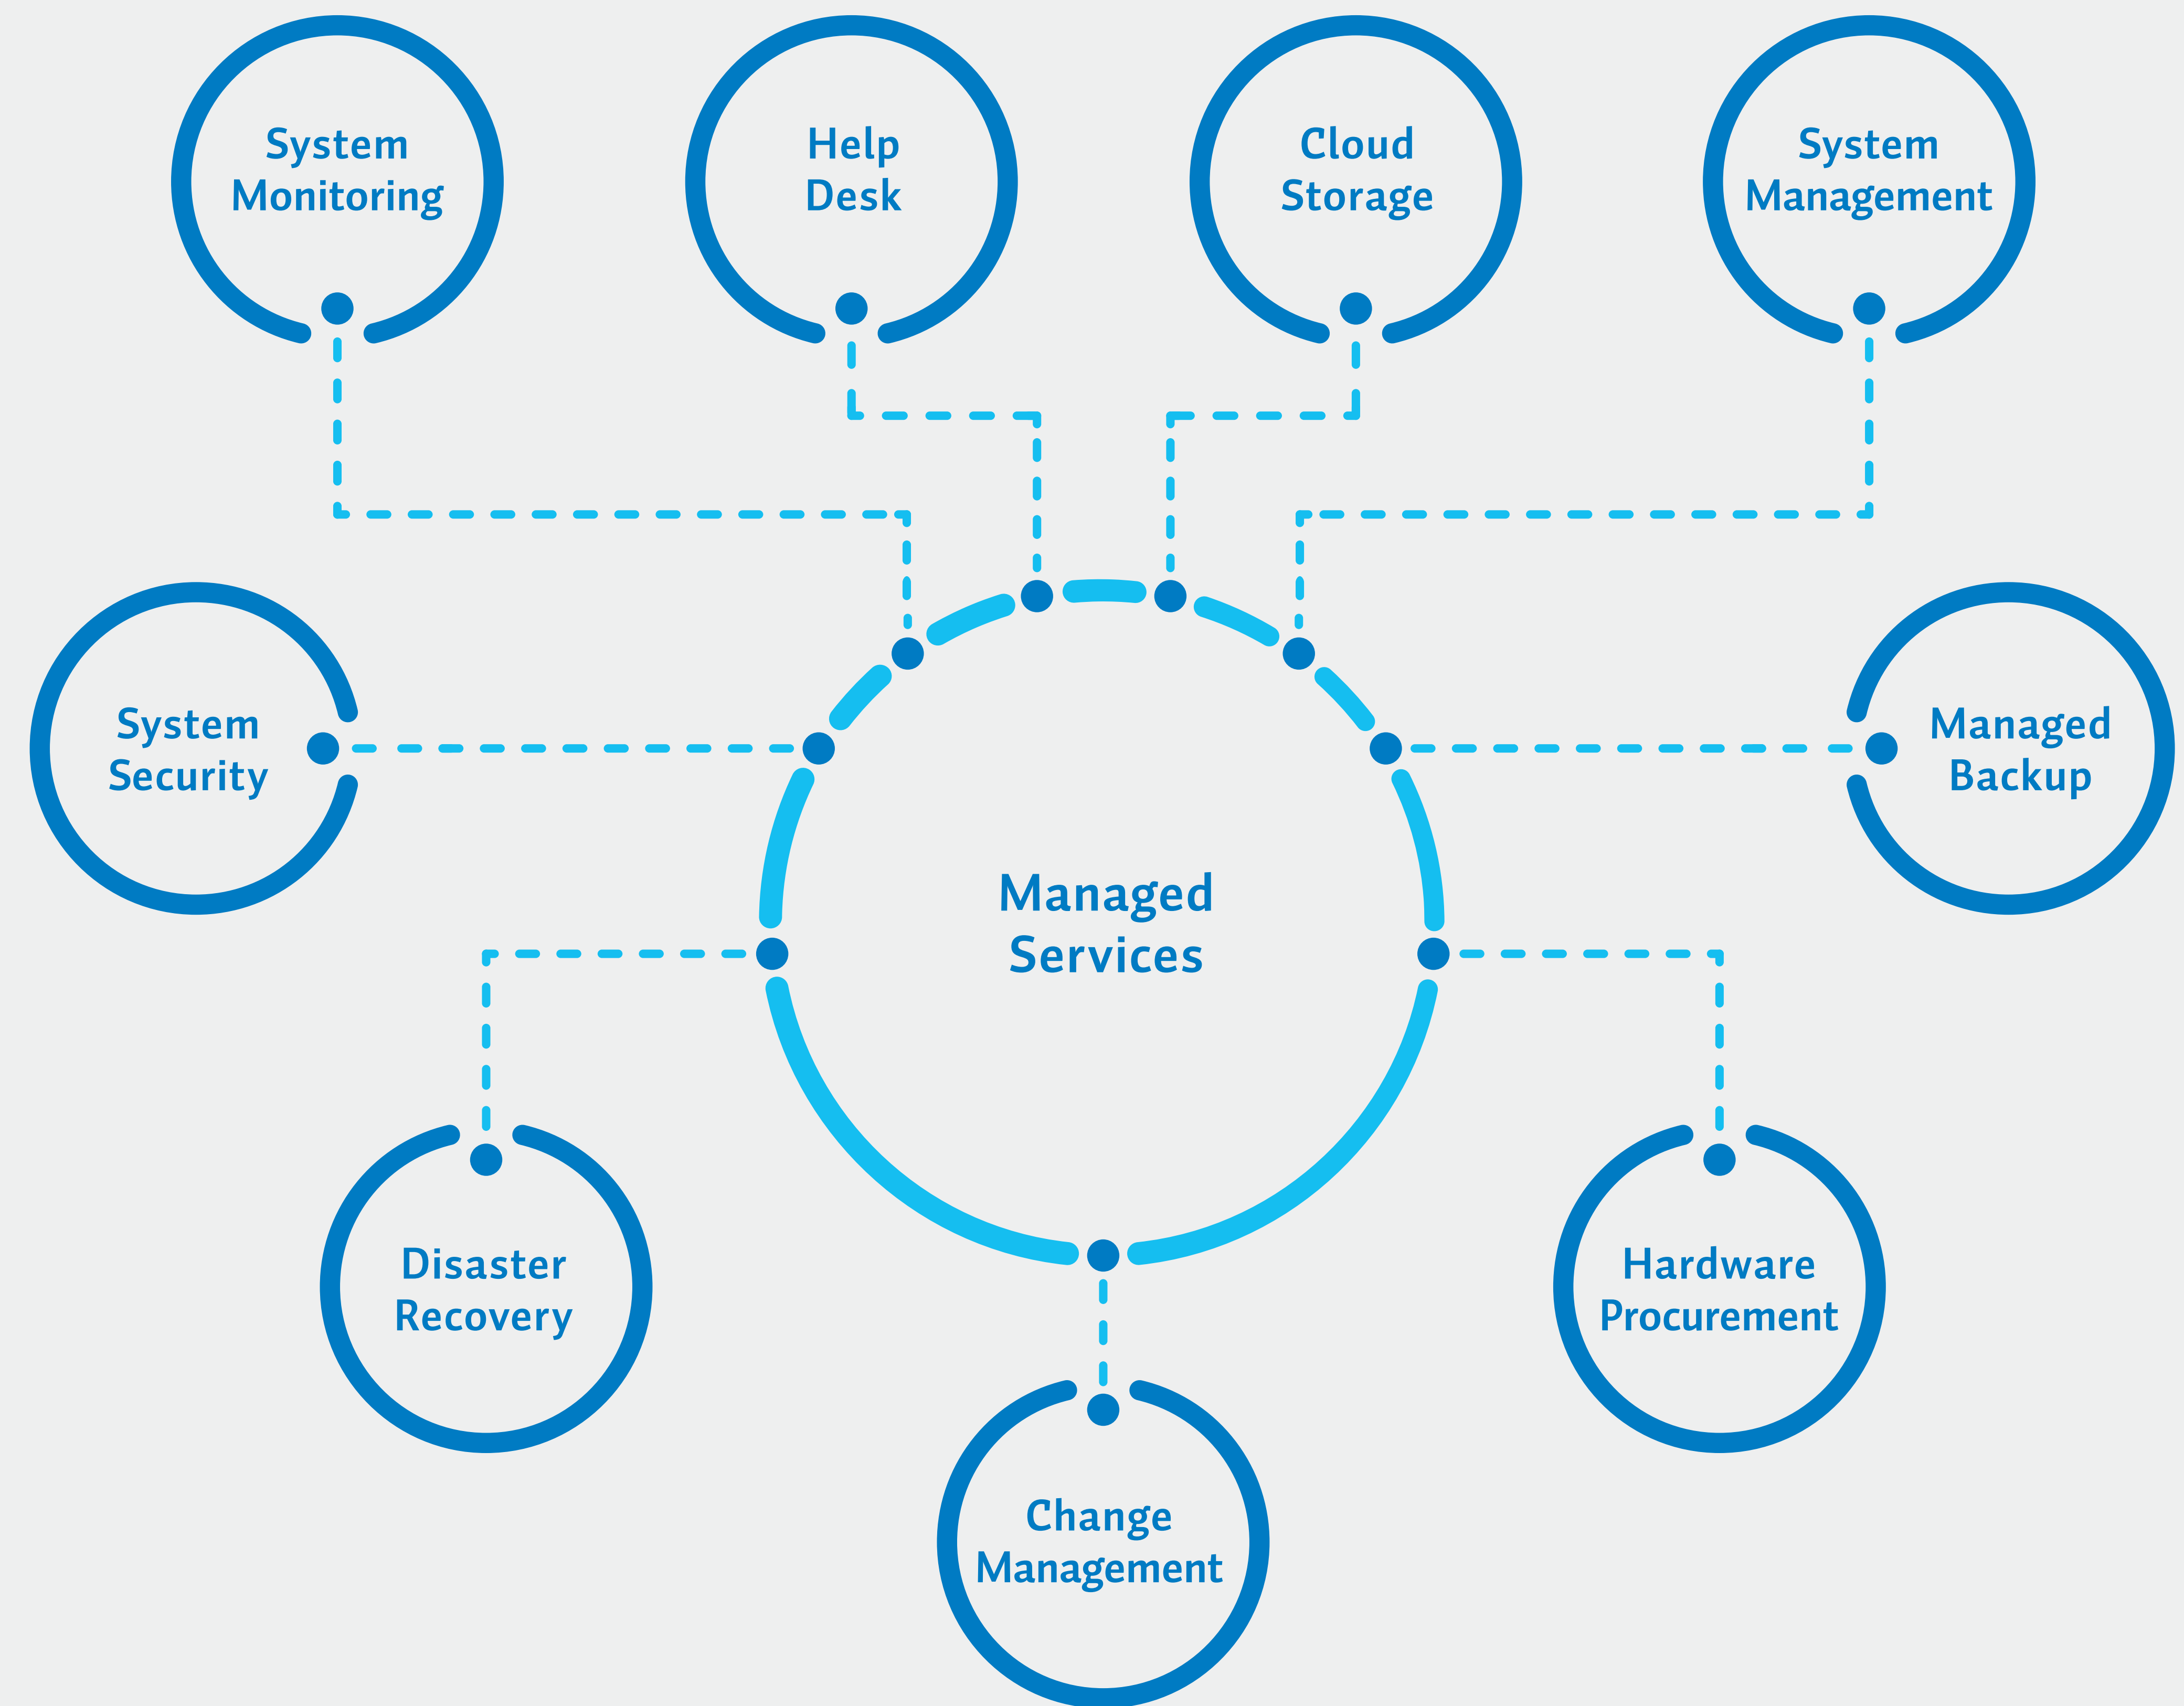 System
Monitoring
Help
Desk
Cloud
Storage
System
Management
System
Security
Managed
Backup
Managed
Services
Disaster
Recovery
Hardware
Procurement
Change
Management